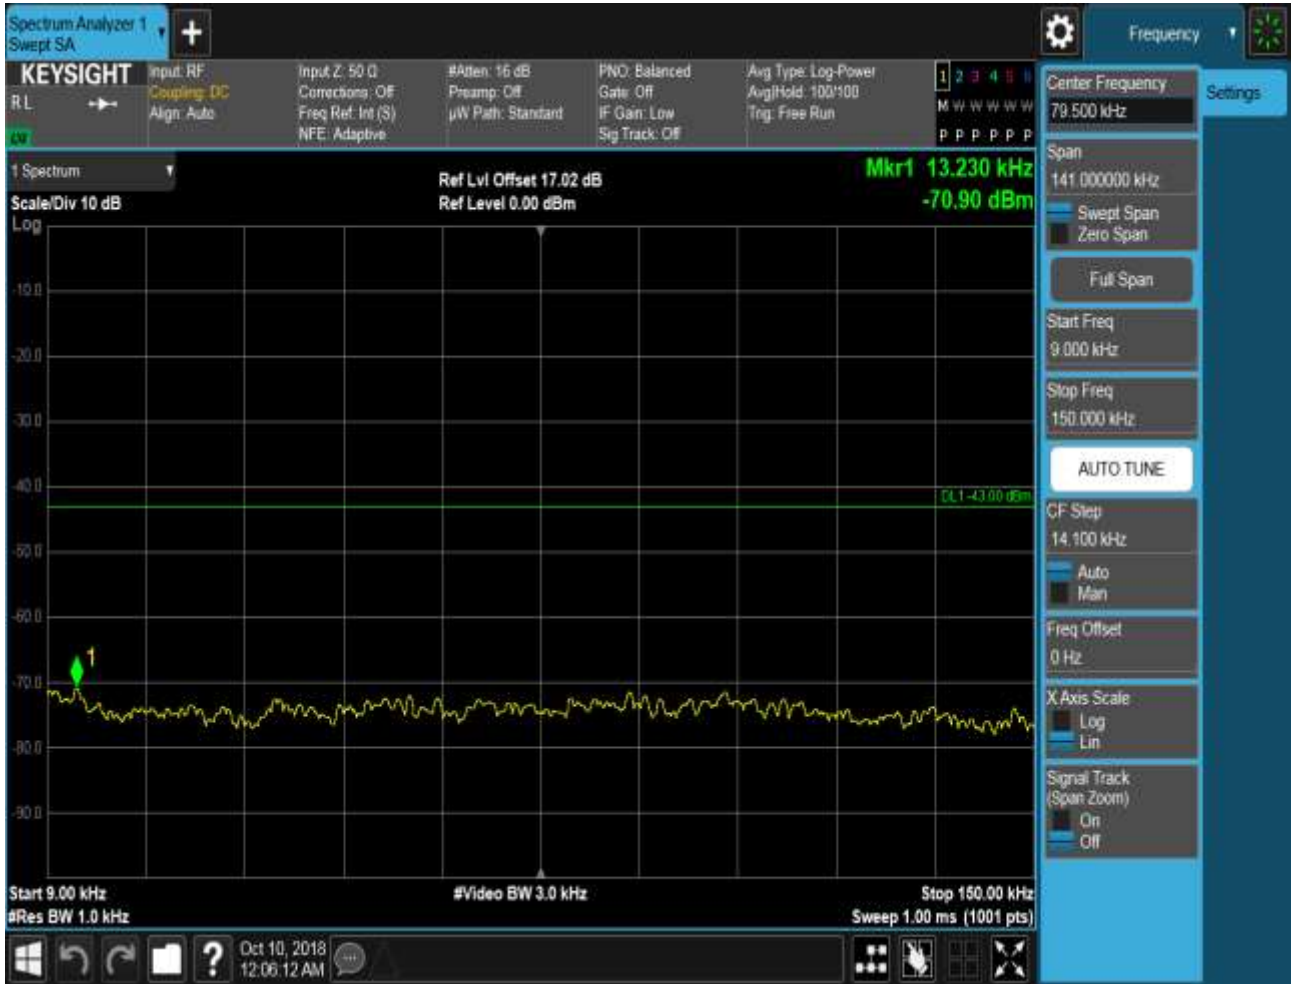 Spectrum Analyzer 1
Swept SA
+
Frequency
KEYSIGHT
R L
LW
Input: RF
Coupling: DC
Align: Auto
Input Z: 50 Ω
Corrections: Off
Freq Ref: Int (S)
NFE: Adaptive
#Atten: 16 dB
Preamp: Off
µW Path: Standard
PNO: Balanced
Gate: Off
IF Gain: Low
Sig Track: Off
Avg Type: Log-Power
Avg|Hold: 100/100
Trig: Free Run
1 2 3 4 5 6
M W W W W W
P P P P P P
1 Spectrum
Scale/Div 10 dB
Log
Ref Lvl Offset 17.02 dB
Ref Level 0.00 dBm
Mkr1 13.230 kHz
-70.90 dBm
-10.0
-20.0
-30.0
-40.0
DL1 -43.00 dBm
-50.0
-60.0
1
-70.0
-80.0
-90.0
Start 9.00 kHz
#Res BW 1.0 kHz
#Video BW 3.0 kHz
Stop 150.00 kHz
Sweep 1.00 ms (1001 pts)
?
Oct 10, 2018
12:06:12 AM
Center Frequency
79.500 kHz
Settings
Span
141.000000 kHz
Swept Span
Zero Span
Full Span
Start Freq
9.000 kHz
Stop Freq
150.000 kHz
AUTO TUNE
CF Step
14.100 kHz
Auto
Man
Freq Offset
0 Hz
X Axis Scale
Log
Lin
Signal Track
(Span Zoom)
On
Off